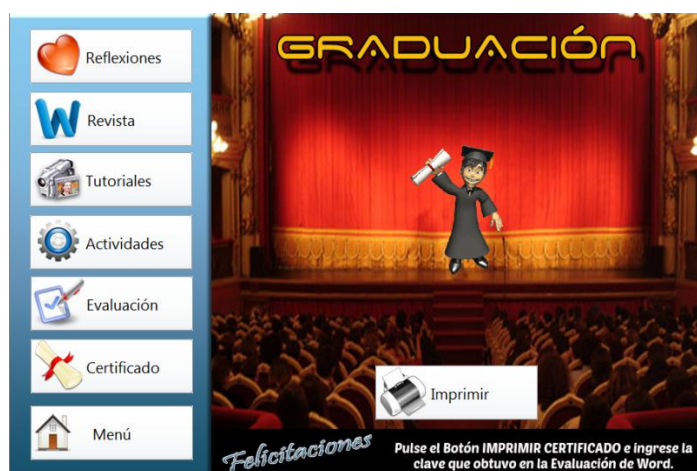 Reflexiones
Revista
Tutoriales
Actividades
Evaluación
Certificado
Menú
GRADUACIÓN
Imprimir
Felicitaciones
Pulse el Botón IMPRIMIR CERTIFICADO e ingrese la
clave que obtuvo en la Evaluación de Word.